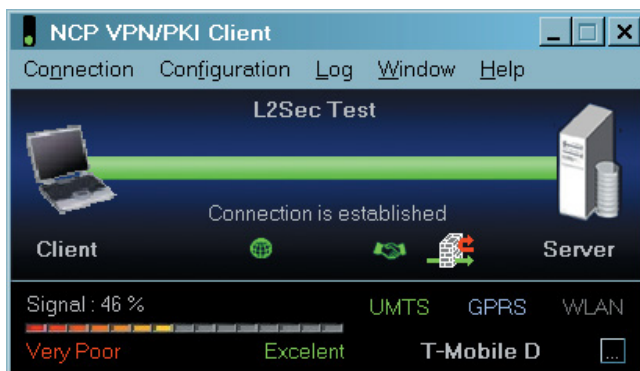 NCP VPN/PKI Client
Connection Configuration Log Window Help
L2Sec Test
Connection is established
Client Server
Signal : 46 % UMTS GPRS WLAN
Very Poor Excelent T-Mobile D ...